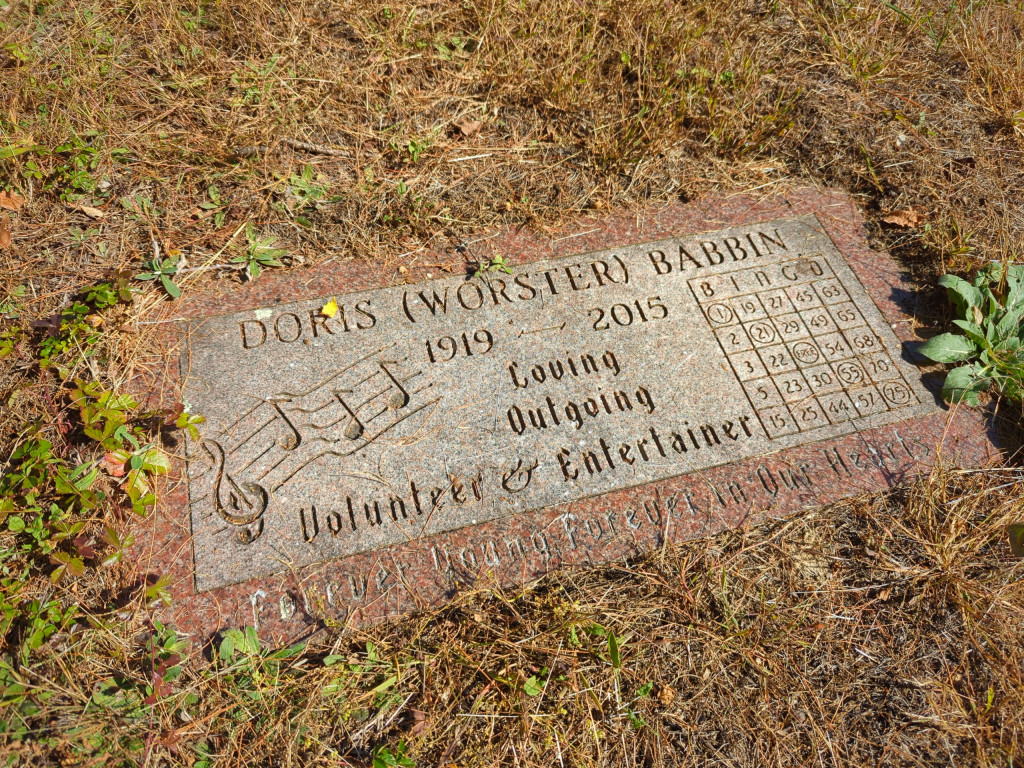 DORIS (WORSTER) BABBIN
1919 — 2015
Loving
Outgoing
Volunteer & Entertainer
B I N G O
1 19 27 45 63
2 21 29 49 65
3 22 FREE 54 68
5 23 30 55 70
15 25 44 57 75
Forever Young Forever In Our Hearts